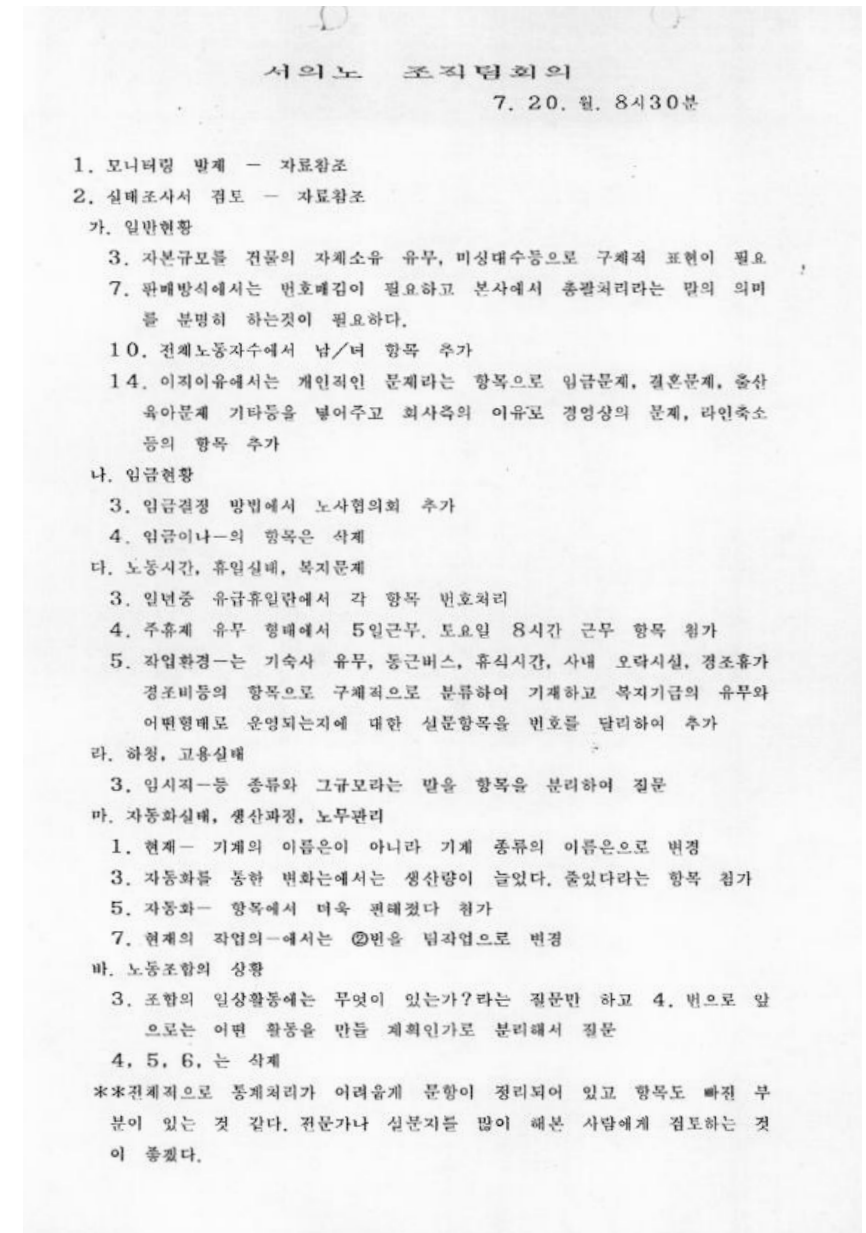 서의노 조직팀회의
7. 20. 월. 8시30분
1. 모니터링 발제 - 자료참조
2. 실태조사서 검토 - 자료참조
가. 일반현황
3. 자본규모를 건물의 자체소유 유무, 미싱대수등으로 구체적 표현이 필요
7. 판매방식에서는 번호매김이 필요하고 본사에서 총괄처리라는 말의 의미
를 분명히 하는것이 필요하다.
10. 전체노동자수에서 남/녀 항목 추가
14. 이직이유에서는 개인적인 문제라는 항목으로 임금문제, 결혼문제, 출산
육아문제 기타등을 넣어주고 회사측의 이유로 경영상의 문제, 라인축소
등의 항목 추가
나. 임금현황
3. 임금결정 방법에서 노사협의회 추가
4. 임금이나-의 항목은 삭제
다. 노동시간, 휴일실태, 복지문제
3. 일년중 유급휴일란에서 각 항목 번호처리
4. 주휴제 유무 형태에서 5일근무. 토요일 8시간 근무 항목 첨가
5. 작업환경-는 기숙사 유무, 통근버스, 휴식시간, 사내 오락시설, 경조휴가
경조비등의 항목으로 구체적으로 분류하여 기재하고 복지기금의 유무와
어떤형태로 운영되는지에 대한 설문항목을 번호를 달리하여 추가
라. 하청, 고용실태
3. 임시직-등 종류와 그규모라는 말을 항목을 분리하여 질문
마. 자동화실태, 생산과정, 노무관리
1. 현재- 기계의 이름은이 아니라 기계 종류의 이름은으로 변경
3. 자동화를 통한 변화는에서는 생산량이 늘었다. 줄었다라는 항목 첨가
5. 자동화- 항목에서 더욱 편해졌다 첨가
7. 현재의 작업의-에서는 ②번을 팀작업으로 변경
바. 노동조합의 상황
3. 조합의 일상활동에는 무엇이 있는가?라는 질문만 하고 4. 번으로 앞
으로는 어떤 활동을 만들 계획인가로 분리해서 질문
4, 5, 6, 는 삭제
**전체적으로 통계처리가 어려웁게 문항이 정리되어 있고 항목도 빠진 부
분이 있는 것 같다. 전문가나 설문지를 많이 해본 사람에게 검토하는 것
이 좋겠다.